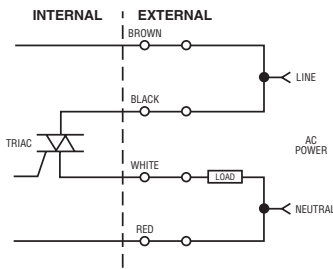 INTERNAL EXTERNAL
BROWN
LINE
BLACK
TRIAC
AC
POWER
WHITE
LOAD
NEUTRAL
RED